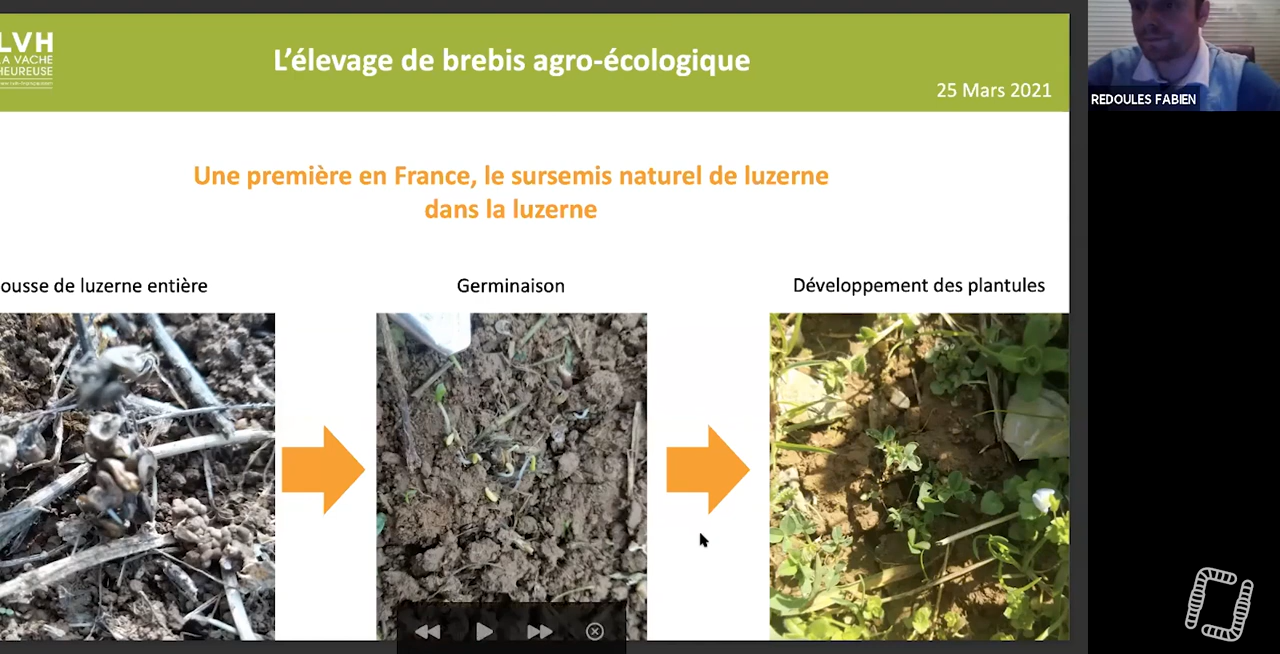 LVH
LA VACHE
HEUREUSE
L'élevage de brebis agro-écologique
25 Mars 2021
REDOULES FABIEN
Une première en France, le sursemis naturel de luzerne
dans la luzerne
ousse de luzerne entière
Germinaison
Développement des plantules